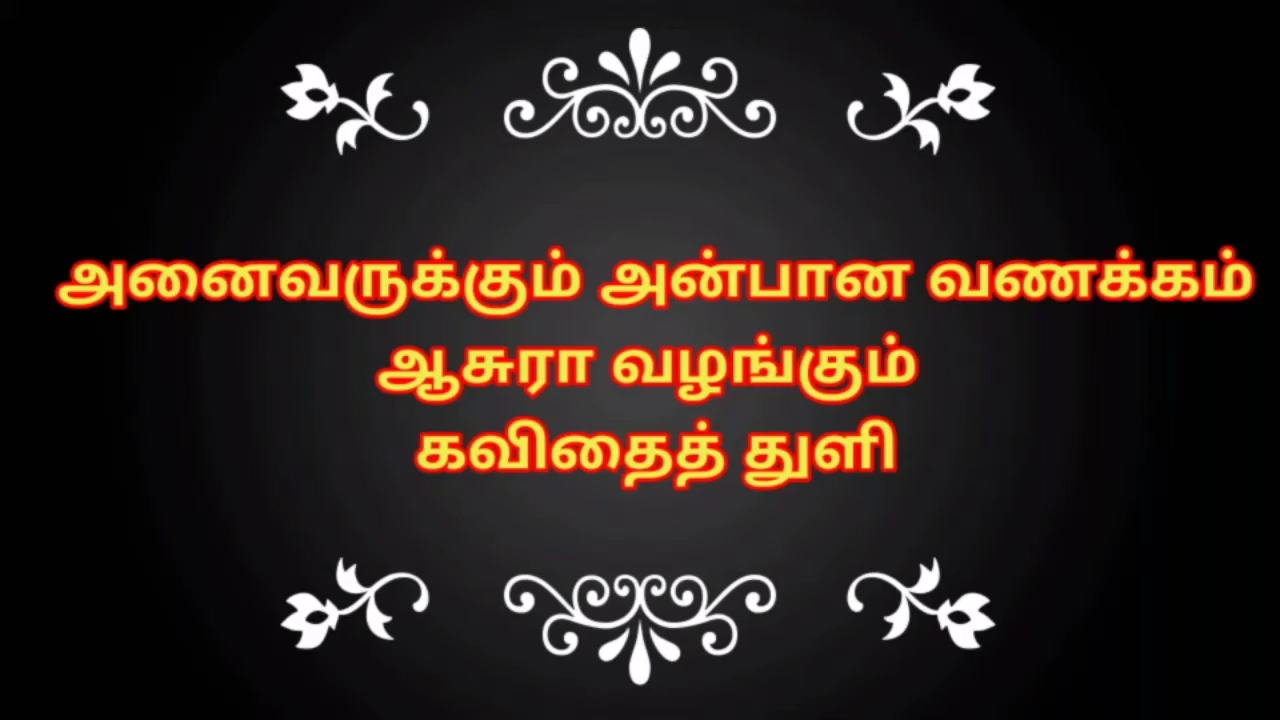 அனைவருக்கும் அன்பான வணக்கம்
ஆசுரா வழங்கும்
கவிதைத் துளி